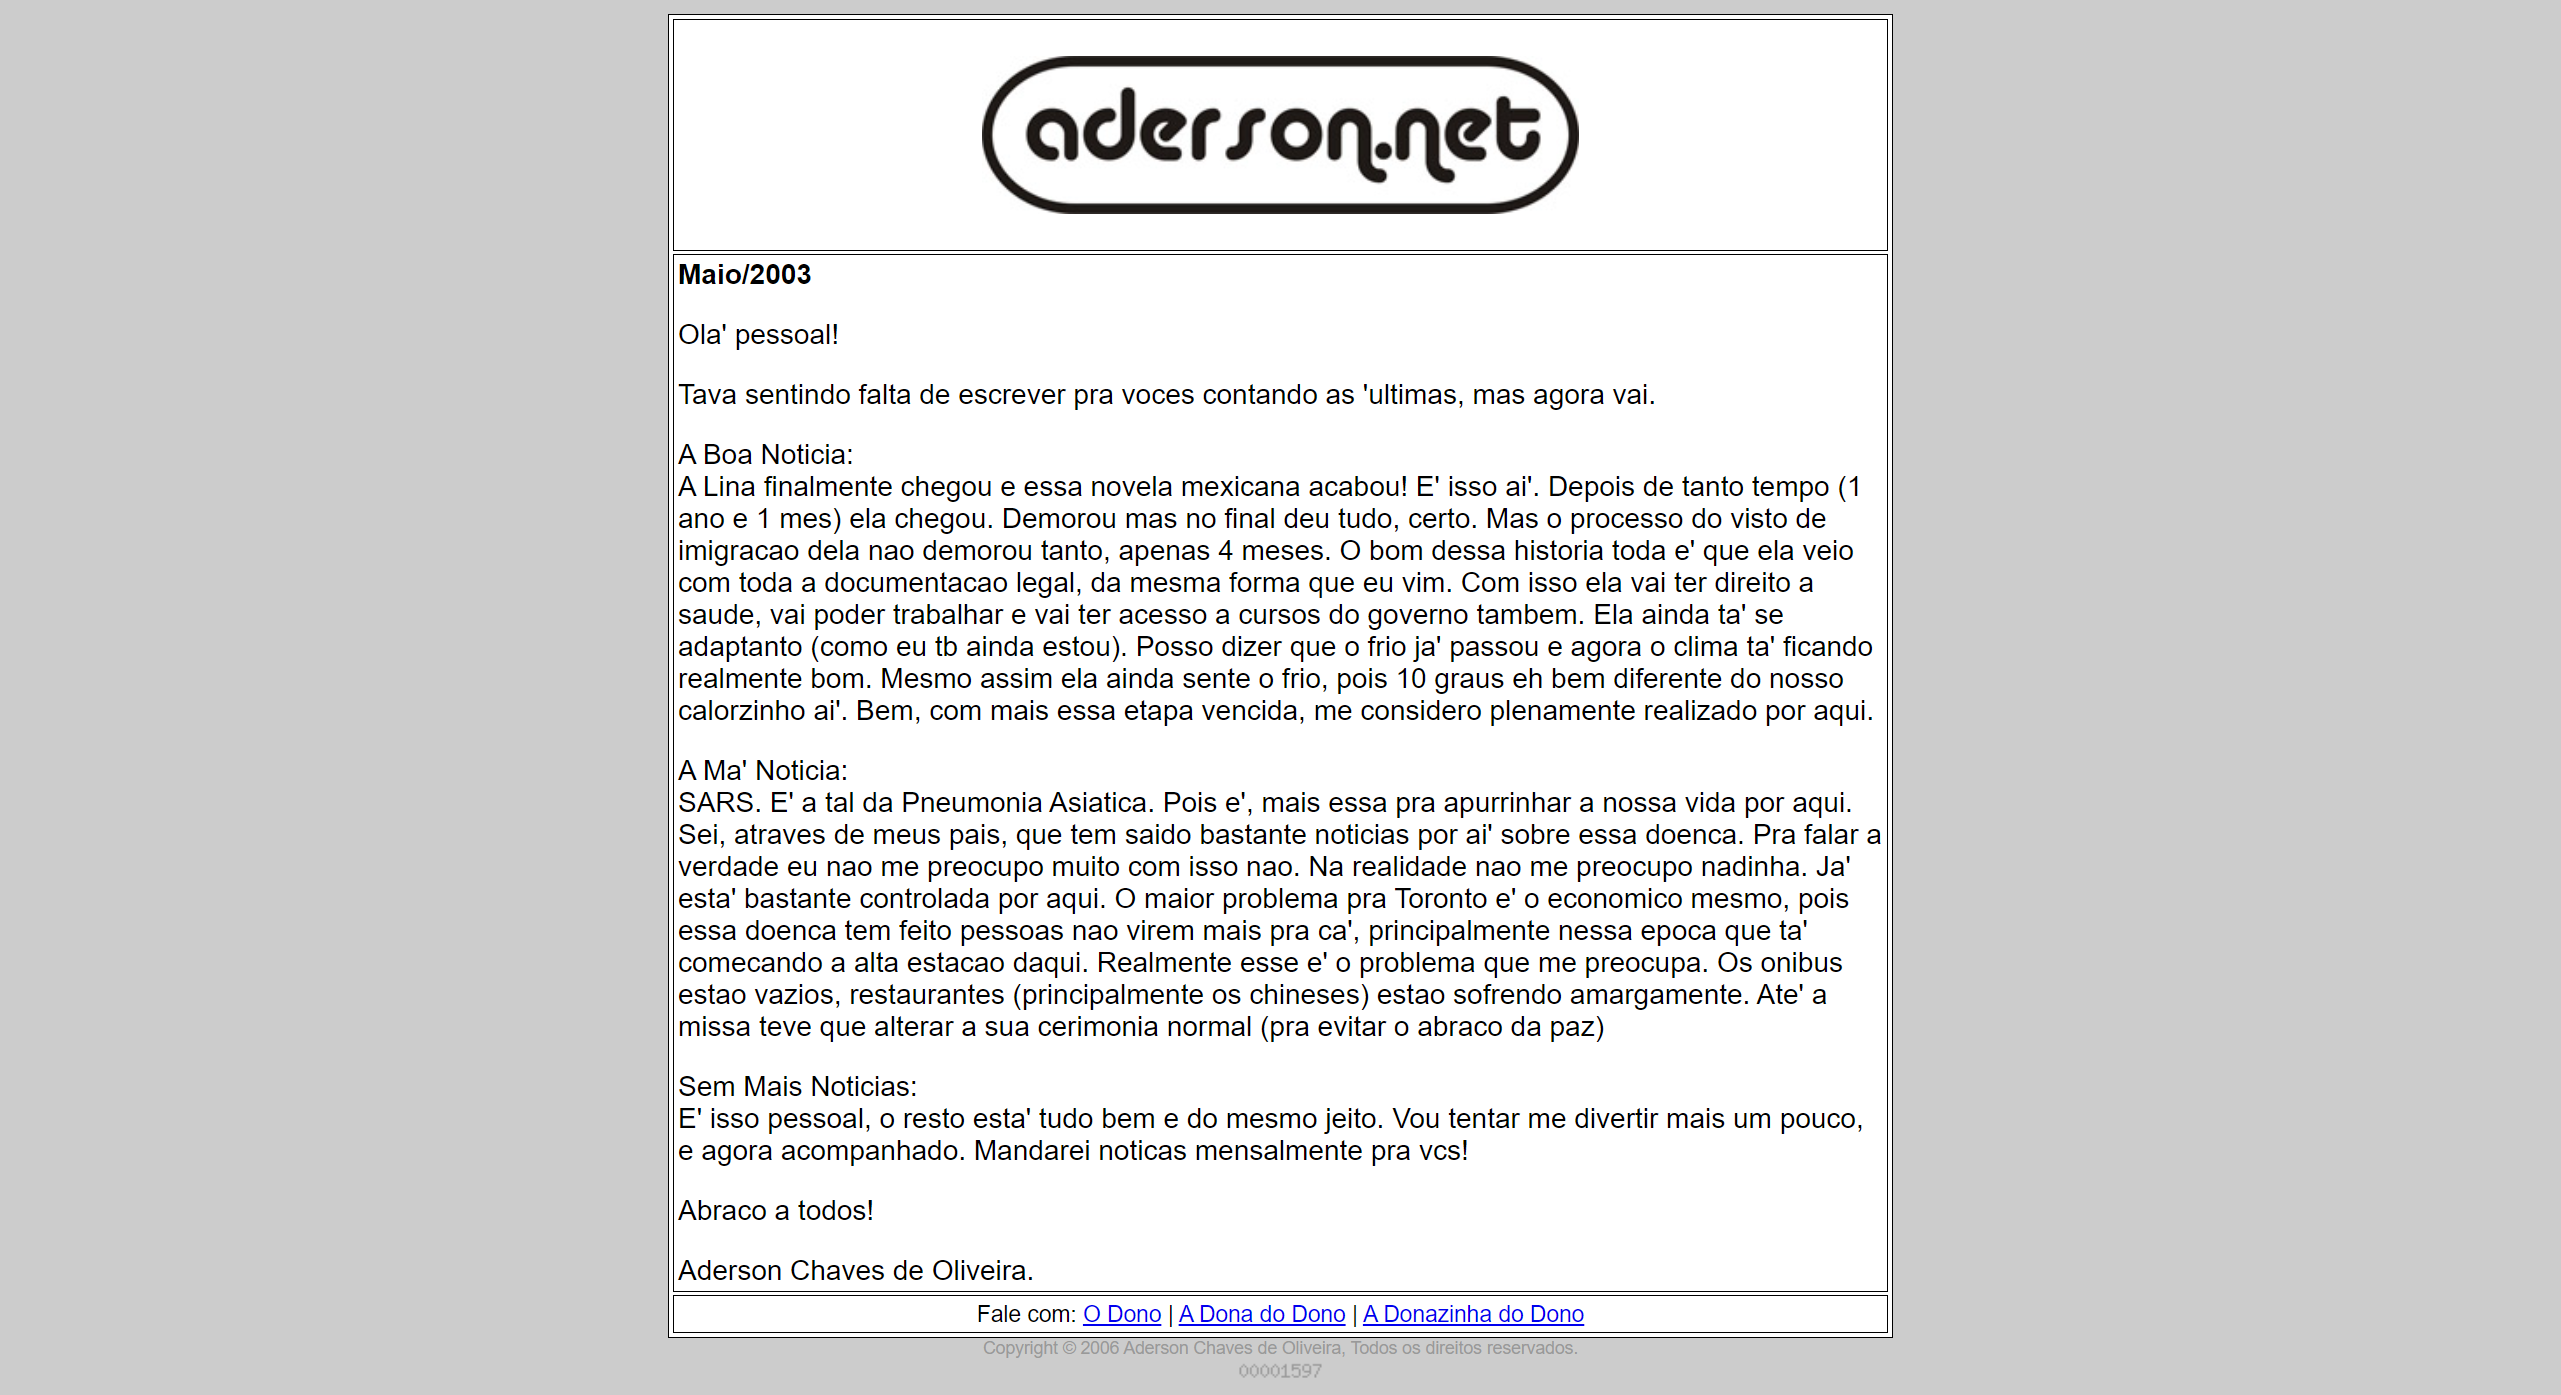 aderson.net
Maio/2003
Ola' pessoal!
Tava sentindo falta de escrever pra voces contando as 'ultimas, mas agora vai.
A Boa Noticia:
A Lina finalmente chegou e essa novela mexicana acabou! E' isso ai'. Depois de tanto tempo (1
ano e 1 mes) ela chegou. Demorou mas no final deu tudo, certo. Mas o processo do visto de
imigracao dela nao demorou tanto, apenas 4 meses. O bom dessa historia toda e' que ela veio
com toda a documentacao legal, da mesma forma que eu vim. Com isso ela vai ter direito a
saude, vai poder trabalhar e vai ter acesso a cursos do governo tambem. Ela ainda ta' se
adaptanto (como eu tb ainda estou). Posso dizer que o frio ja' passou e agora o clima ta' ficando
realmente bom. Mesmo assim ela ainda sente o frio, pois 10 graus eh bem diferente do nosso
calorzinho ai'. Bem, com mais essa etapa vencida, me considero plenamente realizado por aqui.
A Ma' Noticia:
SARS. E' a tal da Pneumonia Asiatica. Pois e', mais essa pra apurrinhar a nossa vida por aqui.
Sei, atraves de meus pais, que tem saido bastante noticias por ai' sobre essa doenca. Pra falar a
verdade eu nao me preocupo muito com isso nao. Na realidade nao me preocupo nadinha. Ja'
esta' bastante controlada por aqui. O maior problema pra Toronto e' o economico mesmo, pois
essa doenca tem feito pessoas nao virem mais pra ca', principalmente nessa epoca que ta'
comecando a alta estacao daqui. Realmente esse e' o problema que me preocupa. Os onibus
estao vazios, restaurantes (principalmente os chineses) estao sofrendo amargamente. Ate' a
missa teve que alterar a sua cerimonia normal (pra evitar o abraco da paz)
Sem Mais Noticias:
E' isso pessoal, o resto esta' tudo bem e do mesmo jeito. Vou tentar me divertir mais um pouco,
e agora acompanhado. Mandarei noticas mensalmente pra vcs!
Abraco a todos!
Aderson Chaves de Oliveira.
Fale com: O Dono | A Dona do Dono | A Donazinha do Dono
Copyright © 2006 Aderson Chaves de Oliveira, Todos os direitos reservados.
00001597